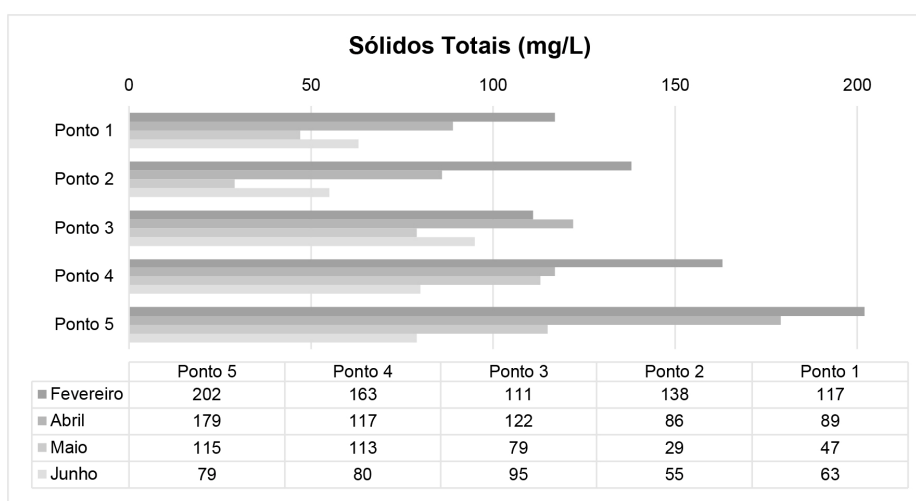 Sólidos Totais (mg/L)
0 50 100 150 200
Ponto 1
Ponto 2
Ponto 3
Ponto 4
Ponto 5
Ponto 5 Ponto 4 Ponto 3 Ponto 2 Ponto 1
Fevereiro 202 163 111 138 117
Abril 179 117 122 86 89
Maio 115 113 79 29 47
Junho 79 80 95 55 63